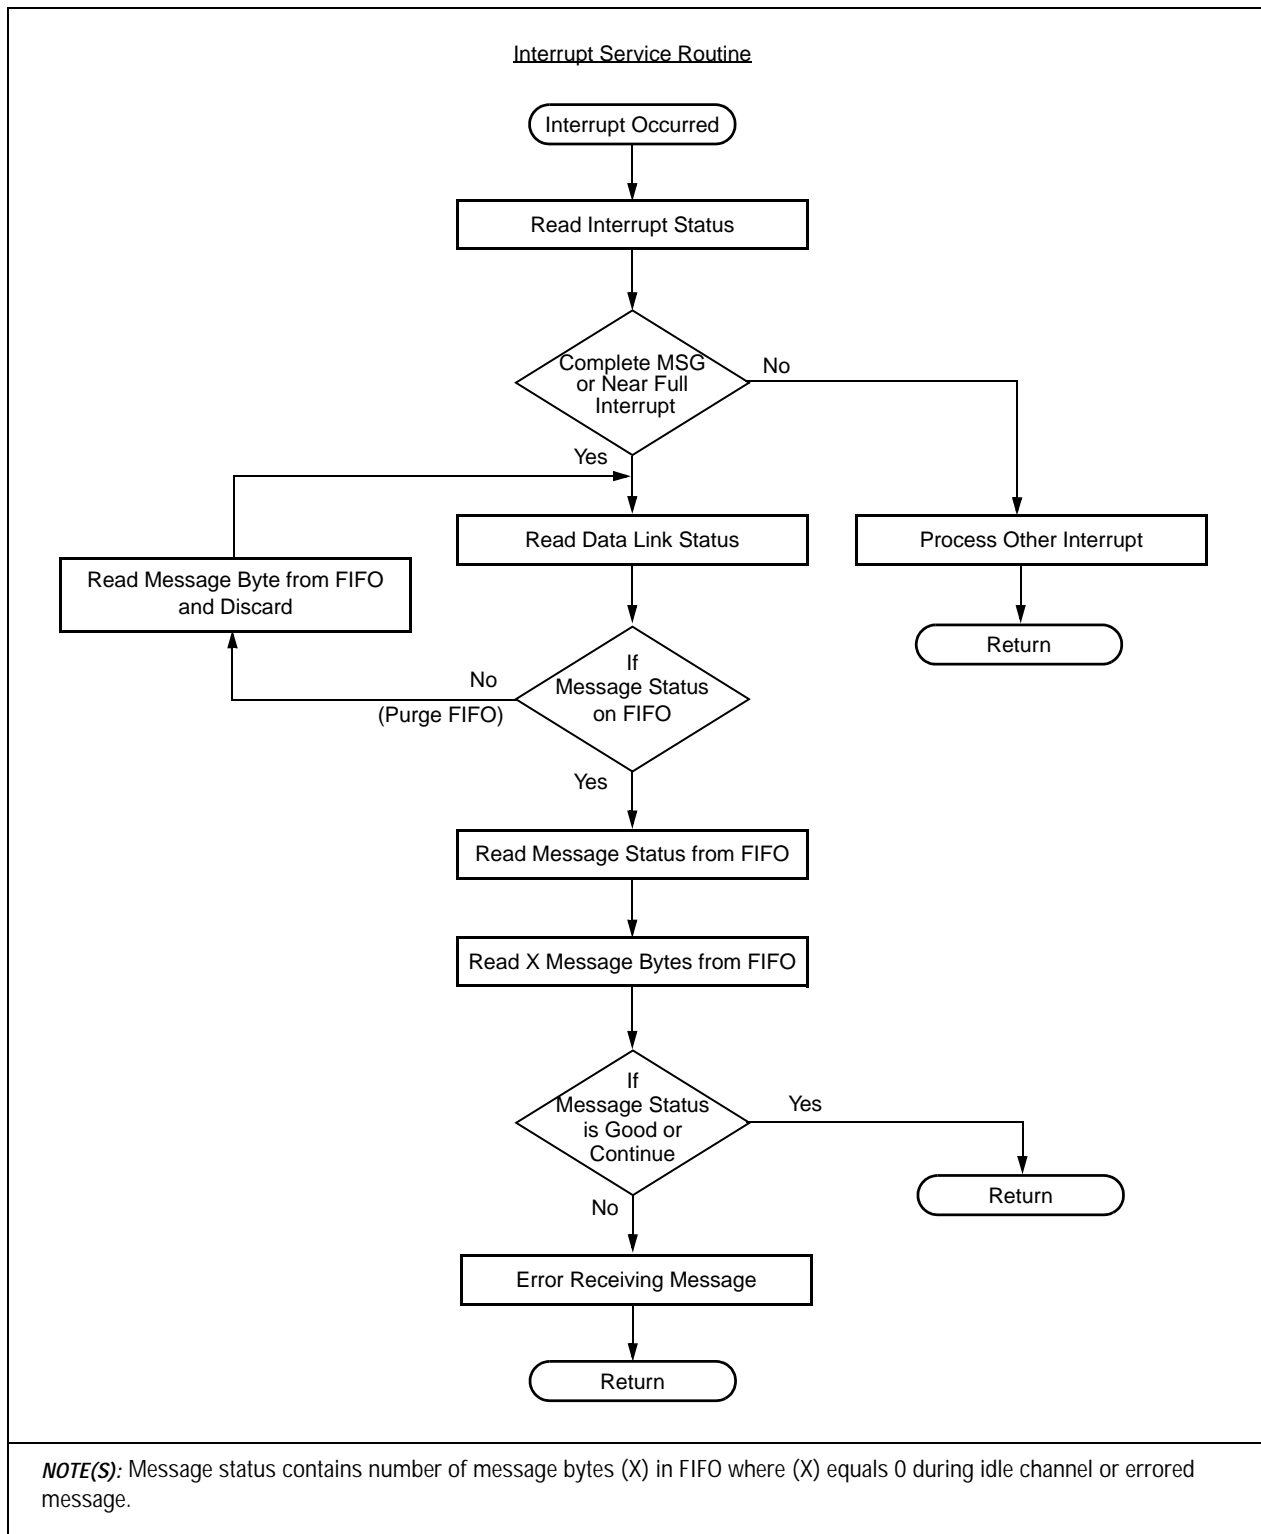 Interrupt Service Routine
Interrupt Occurred
Read Interrupt Status
Complete MSG
or Near Full
Interrupt
No
Yes
Read Data Link Status
Process Other Interrupt
Read Message Byte from FIFO
and Discard
Return
If
Message Status
on FIFO
No
(Purge FIFO)
Yes
Read Message Status from FIFO
Read X Message Bytes from FIFO
If
Message Status
is Good or
Continue
Yes
Return
No
Error Receiving Message
Return
NOTE(S): Message status contains number of message bytes (X) in FIFO where (X) equals 0 during idle channel or errored
message.